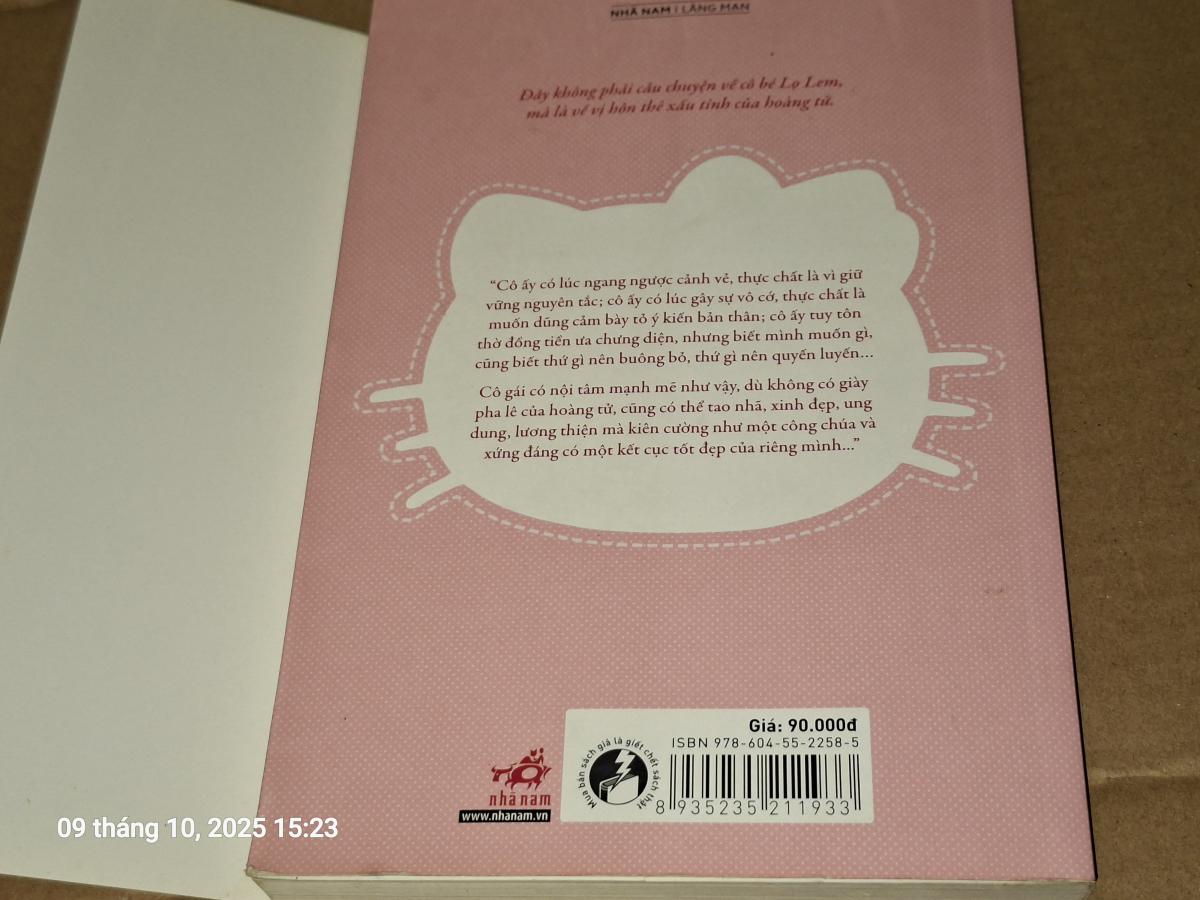 NHÃ NAM | LÃNG MẠN
Đây không phải câu chuyện về cô bé Lọ Lem,
mà là về vị hôn thê xấu tính của hoàng tử.
“Cô ấy có lúc ngang ngược cảnh vẻ, thực chất là vì giữ
vững nguyên tắc; cô ấy có lúc gây sự vô cớ, thực chất là
muốn dũng cảm bày tỏ ý kiến bản thân; cô ấy tuy tôn
thờ đồng tiền ưa chưng diện, nhưng biết mình muốn gì,
cũng biết thứ gì nên buông bỏ, thứ gì nên quyến luyến...
Cô gái có nội tâm mạnh mẽ như vậy, dù không có giày
pha lê của hoàng tử, cũng có thể tao nhã, xinh đẹp, ung
dung, lương thiện mà kiên cường như một công chúa và
xứng đáng có một kết cục tốt đẹp của riêng mình...”
Giá: 90.000đ
ISBN 978-604-55-2258-5
Mua bán sách giả là giết chết sách thật
8 935235 211933
nhã nam
www.nhanam.vn
09 tháng 10, 2025 15:23